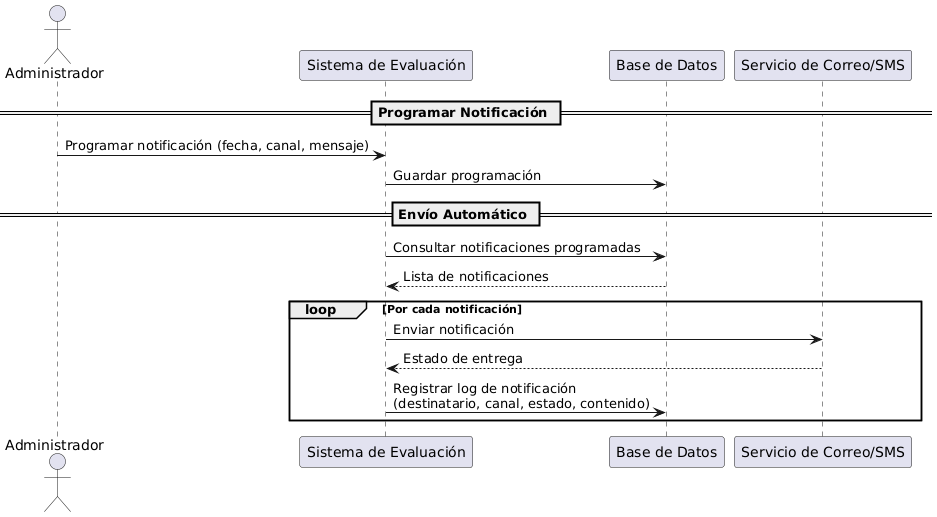 Administrador
Sistema de Evaluación
Base de Datos
Servicio de Correo/SMS
Programar Notificación
Programar notificación (fecha, canal, mensaje)
Guardar programación
Envío Automático
Consultar notificaciones programadas
Lista de notificaciones
loop [Por cada notificación]
Enviar notificación
Estado de entrega
Registrar log de notificación
(destinatario, canal, estado, contenido)
Administrador
Sistema de Evaluación
Base de Datos
Servicio de Correo/SMS